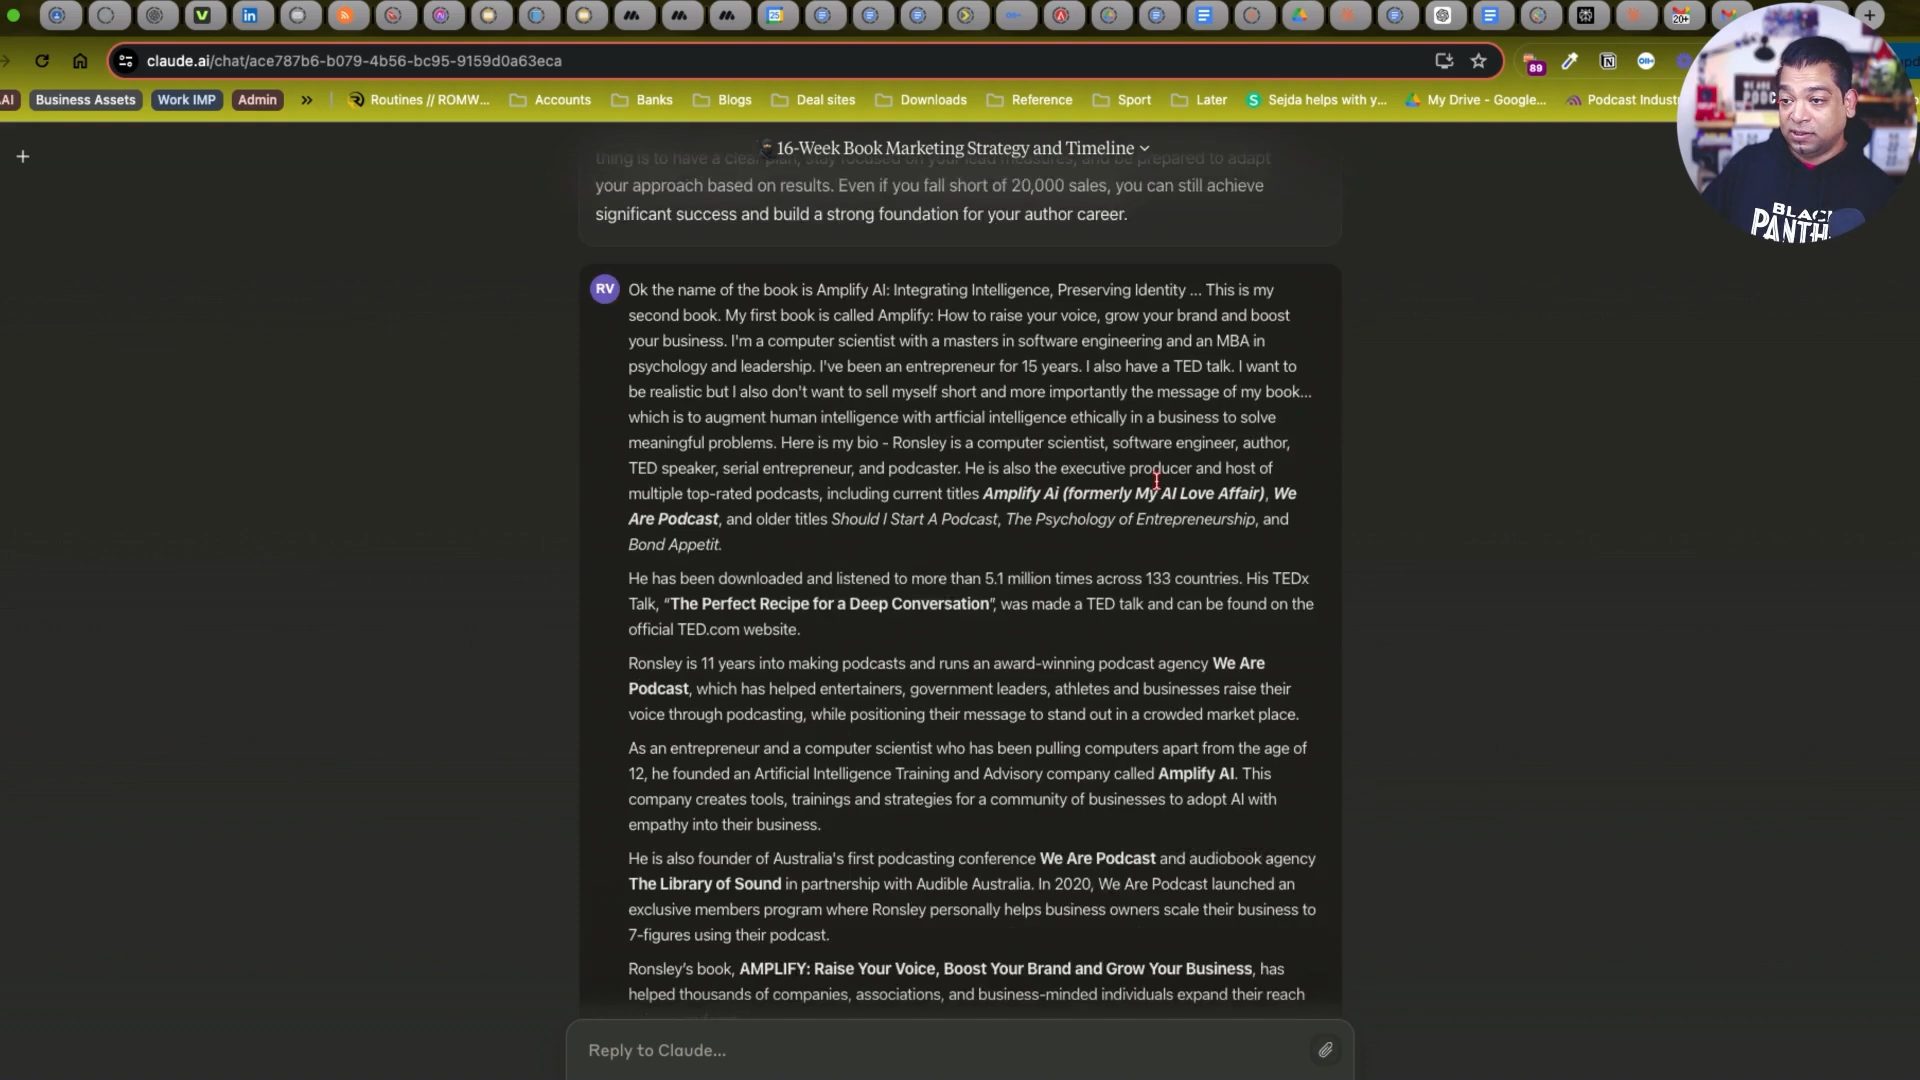 25
20+
claude.ai/chat/ace787b6-b079-4b56-bc95-9159d0a63eca
89
AI
Business Assets
Work IMP
Admin
Routines // ROMW...
Accounts
Banks
Blogs
Deal sites
Downloads
Reference
Sport
Later
Sejda helps with y...
My Drive - Google...
Podcast Indust
BLAC
PANTH
16-Week Book Marketing Strategy and Timeline
thing is to have a clear plan, stay focused on your lead measures, and be prepared to adapt
your approach based on results. Even if you fall short of 20,000 sales, you can still achieve
significant success and build a strong foundation for your author career.
RV
Ok the name of the book is Amplify AI: Integrating Intelligence, Preserving Identity ... This is my
second book. My first book is called Amplify: How to raise your voice, grow your brand and boost
your business. I'm a computer scientist with a masters in software engineering and an MBA in
psychology and leadership. I've been an entrepreneur for 15 years. I also have a TED talk. I want to
be realistic but I also don't want to sell myself short and more importantly the message of my book...
which is to augment human intelligence with artficial intelligence ethically in a business to solve
meaningful problems. Here is my bio - Ronsley is a computer scientist, software engineer, author,
TED speaker, serial entrepreneur, and podcaster. He is also the executive producer and host of
multiple top-rated podcasts, including current titles Amplify Ai (formerly My AI Love Affair), We
Are Podcast, and older titles Should I Start A Podcast, The Psychology of Entrepreneurship, and
Bond Appetit.
He has been downloaded and listened to more than 5.1 million times across 133 countries. His TEDx
Talk, “The Perfect Recipe for a Deep Conversation”, was made a TED talk and can be found on the
official TED.com website.
Ronsley is 11 years into making podcasts and runs an award-winning podcast agency We Are
Podcast, which has helped entertainers, government leaders, athletes and businesses raise their
voice through podcasting, while positioning their message to stand out in a crowded market place.
As an entrepreneur and a computer scientist who has been pulling computers apart from the age of
12, he founded an Artificial Intelligence Training and Advisory company called Amplify AI. This
company creates tools, trainings and strategies for a community of businesses to adopt AI with
empathy into their business.
He is also founder of Australia's first podcasting conference We Are Podcast and audiobook agency
The Library of Sound in partnership with Audible Australia. In 2020, We Are Podcast launched an
exclusive members program where Ronsley personally helps business owners scale their business to
7-figures using their podcast.
Ronsley’s book, AMPLIFY: Raise Your Voice, Boost Your Brand and Grow Your Business, has
helped thousands of companies, associations, and business-minded individuals expand their reach
Reply to Claude...